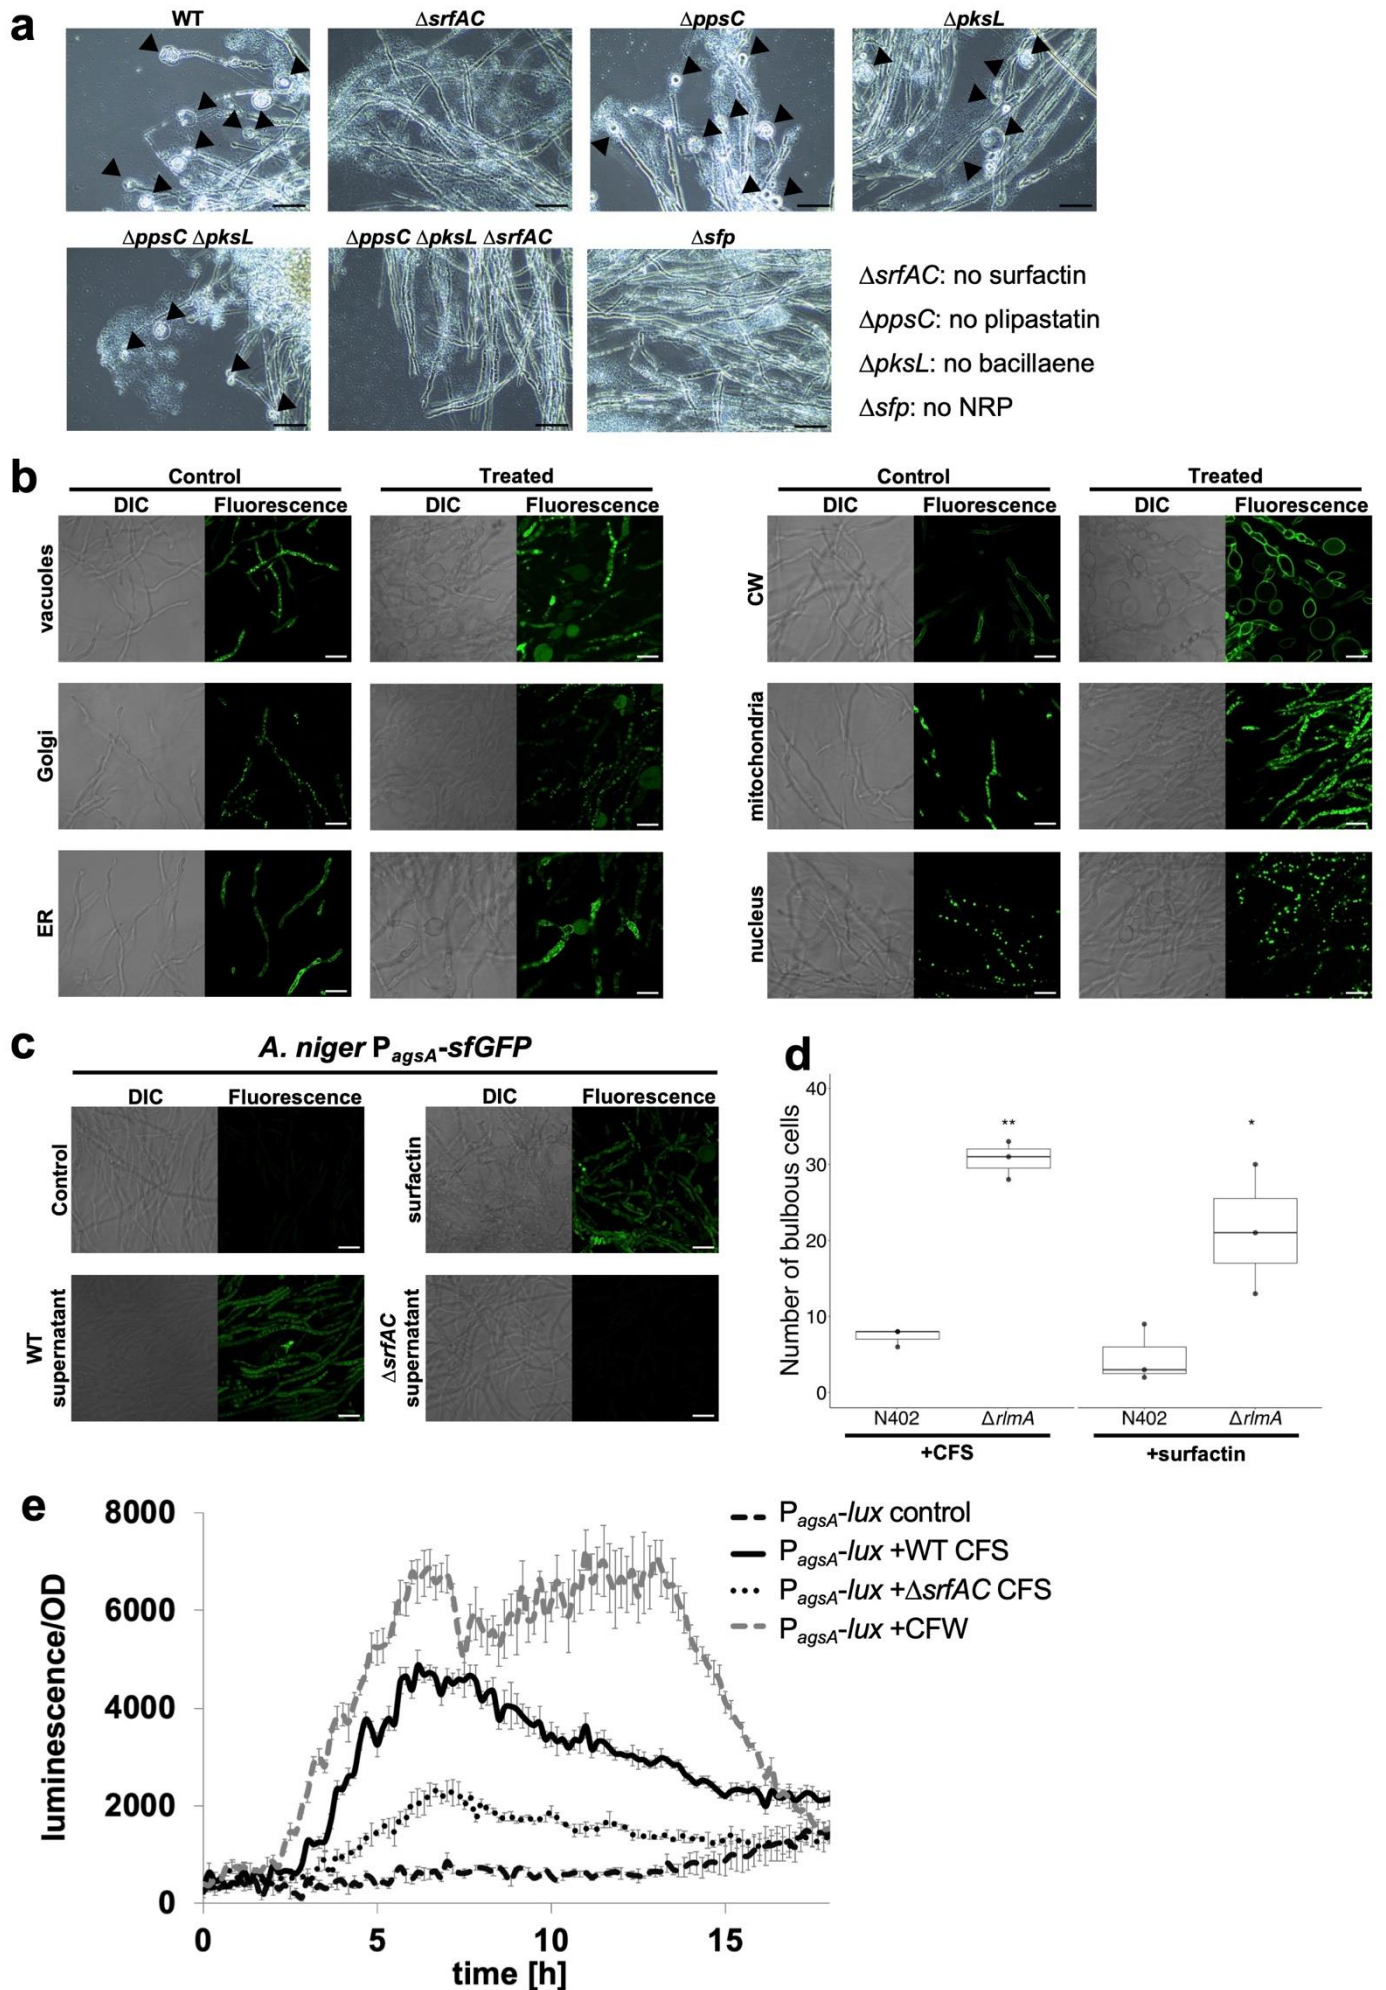 a
WT
ΔsrfAC
ΔppsC
ΔpksL
ΔppsC ΔpksL
ΔppsC ΔpksL ΔsrfAC
Δsfp
ΔsrfAC: no surfactin
ΔppsC: no plipastatin
ΔpksL: no bacillaene
Δsfp: no NRP
b
Control
Treated
DIC
Fluorescence
DIC
Fluorescence
vacuoles
Golgi
ER
Control
Treated
DIC
Fluorescence
DIC
Fluorescence
CW
mitochondria
nucleus
c
A. niger PagsA-sfGFP
DIC
Fluorescence
DIC
Fluorescence
Control
surfactin
WT
supernatant
ΔsrfAC
supernatant
d
Number of bulbous cells
40
30
20
10
0
**
*
N402
ΔrlmA
N402
ΔrlmA
+CFS
+surfactin
e
luminescence/OD
8000
6000
4000
2000
0
0
5
10
15
time [h]
PagsA-lux control
PagsA-lux +WT CFS
PagsA-lux +ΔsrfAC CFS
PagsA-lux +CFW